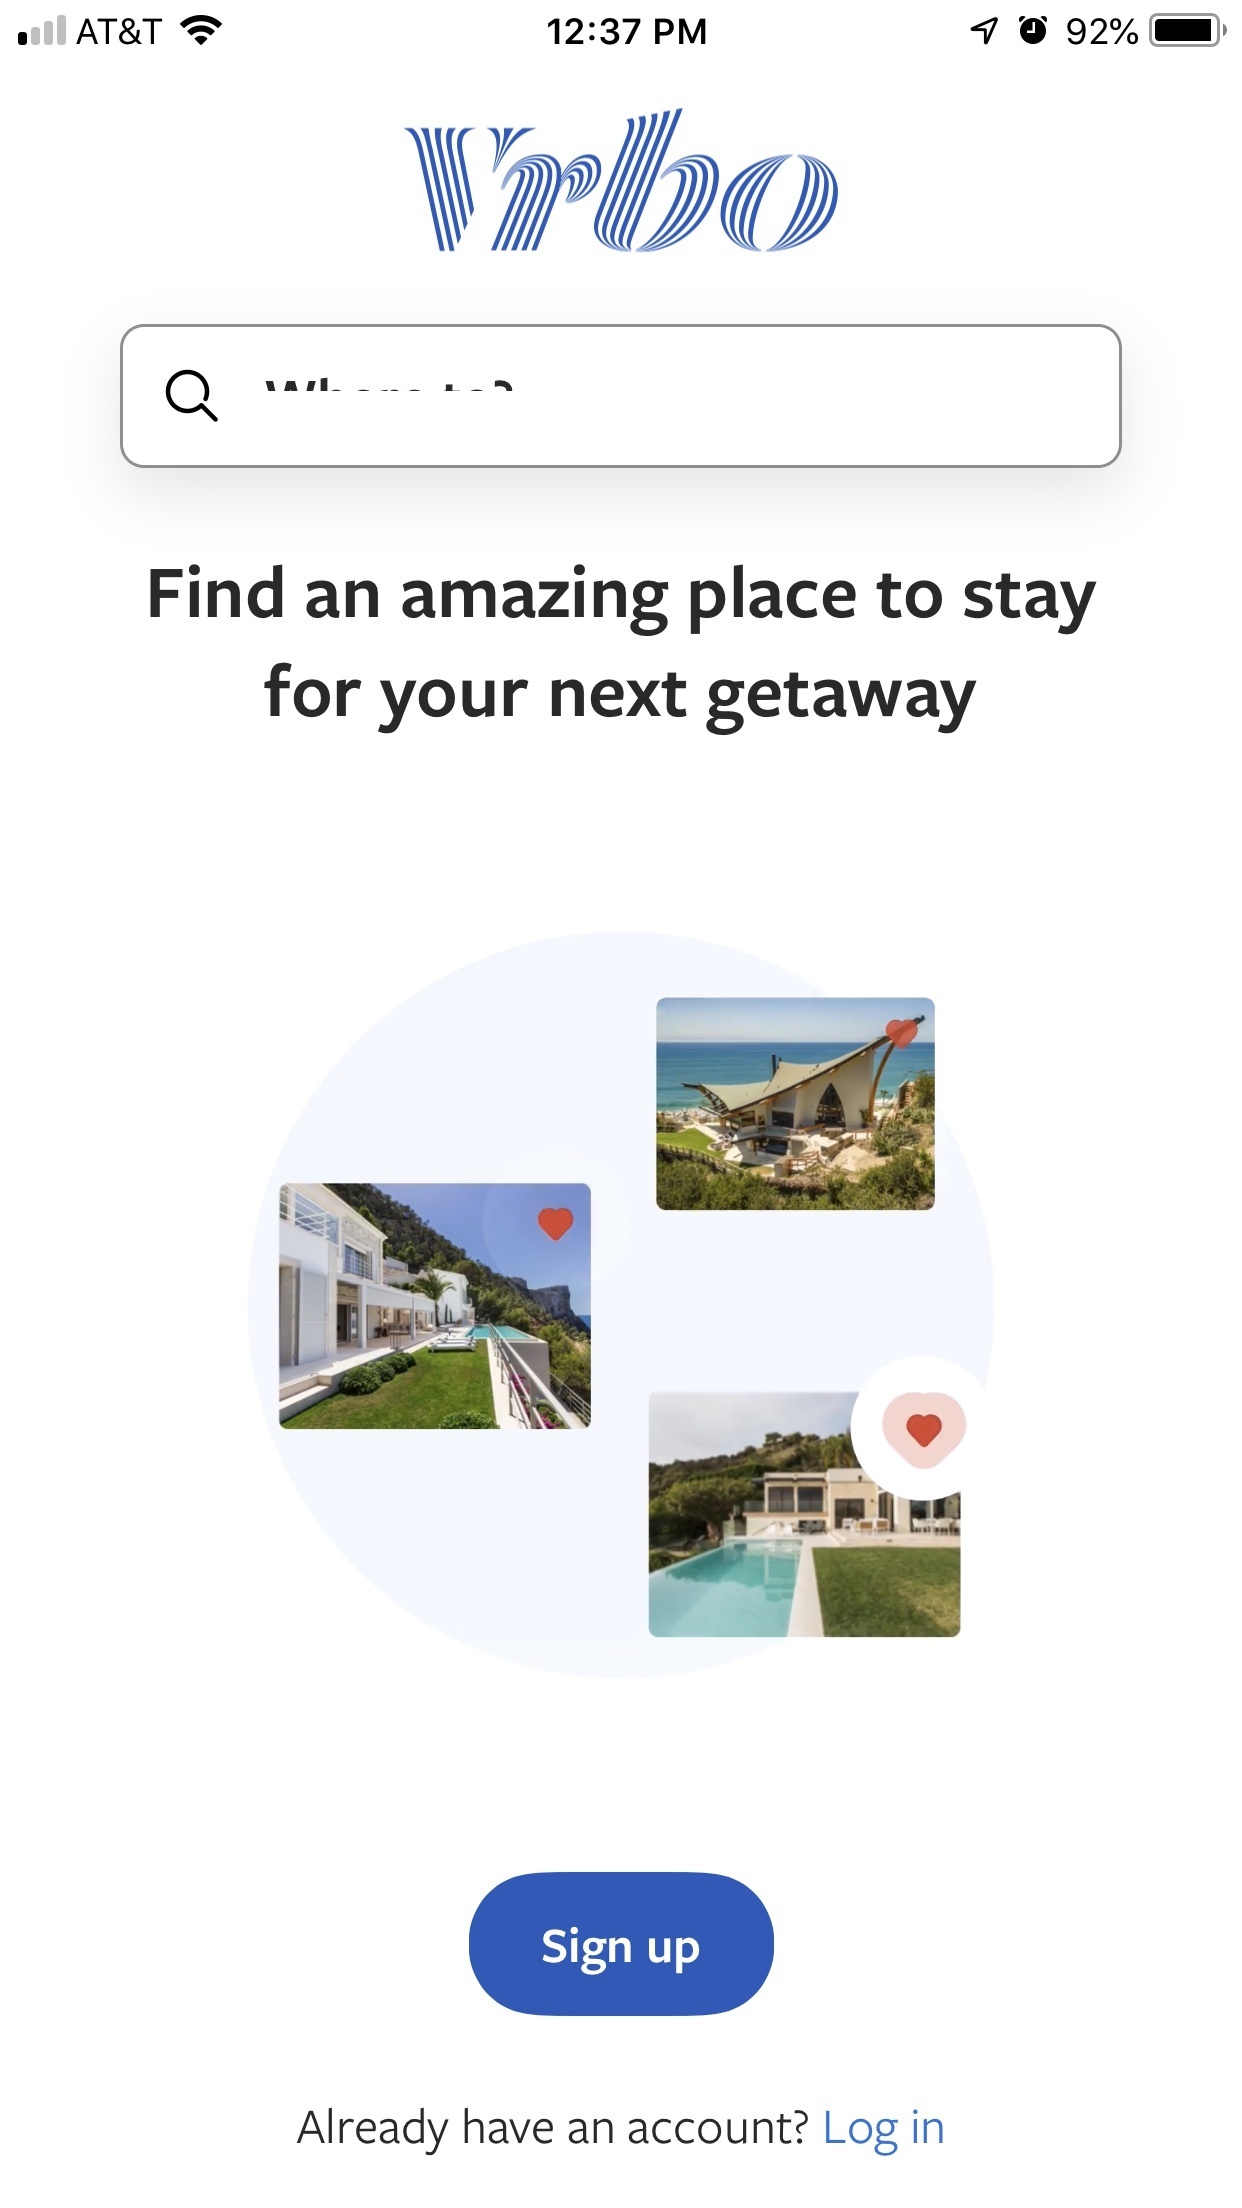 AT&T 12:37 PM 92%
Vrbo
Where to?
Find an amazing place to stay
for your next getaway
Sign up
Already have an account? Log in